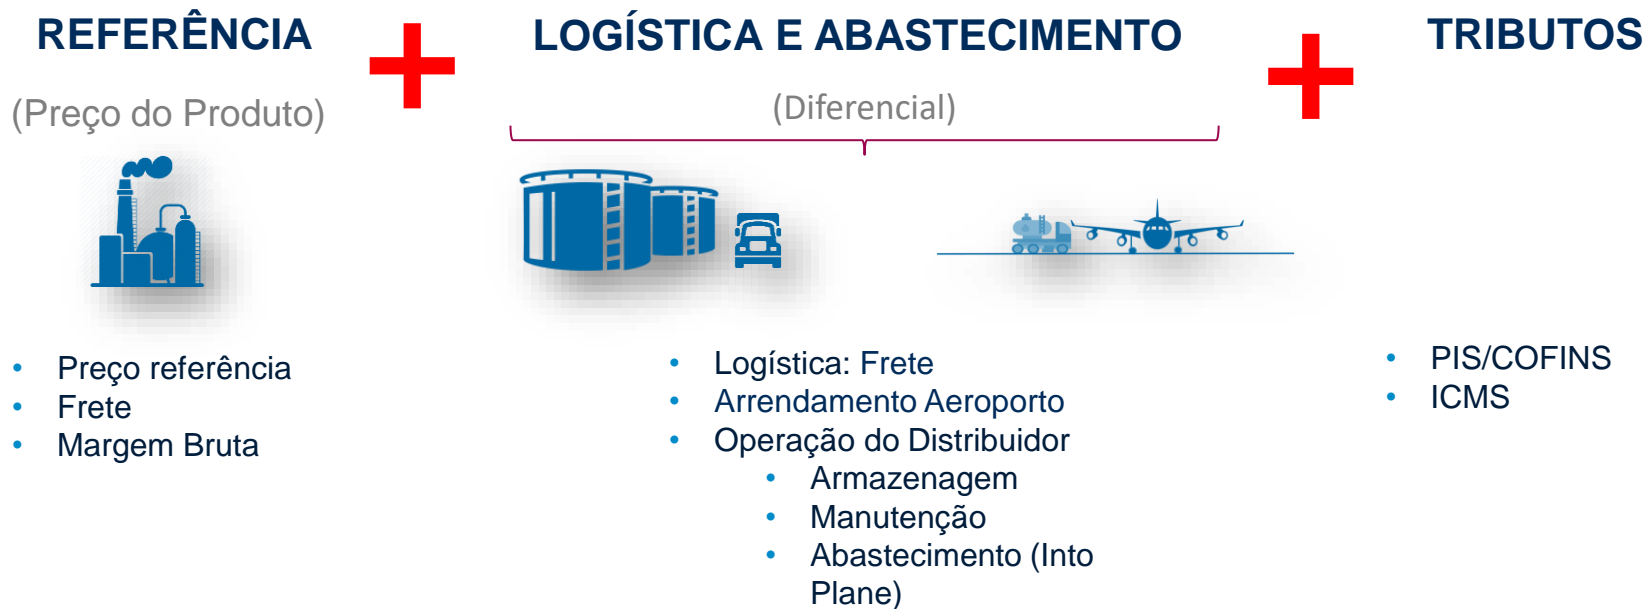 REFERÊNCIA
(Preço do Produto)
• Preço referência
• Frete
• Margem Bruta
+
LOGÍSTICA E ABASTECIMENTO
(Diferencial)
• Logística: Frete
• Arrendamento Aeroporto
• Operação do Distribuidor
• Armazenagem
• Manutenção
• Abastecimento (Into
Plane)
+
TRIBUTOS
• PIS/COFINS
• ICMS